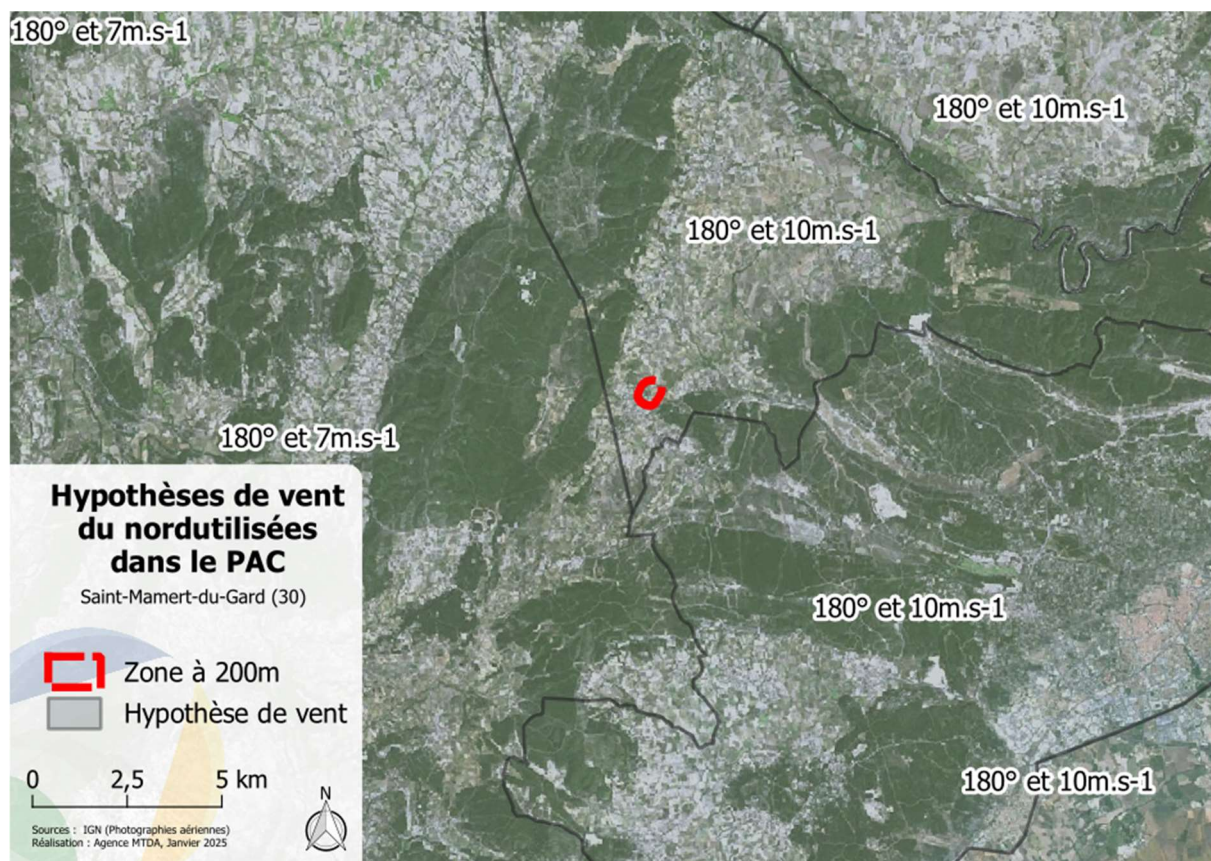 180° et 7m.s-1
180° et 10m.s-1
180° et 10m.s-1
180° et 7m.s-1
180° et 10m.s-1
180° et 10m.s-1
Hypothèses de vent
du nordutilisées
dans le PAC
Saint-Mamert-du-Gard (30)
Zone à 200m
Hypothèse de vent
0 2,5 5 km
N
Sources : IGN (Photographies aériennes)
Réalisation : Agence MTDA, Janvier 2025